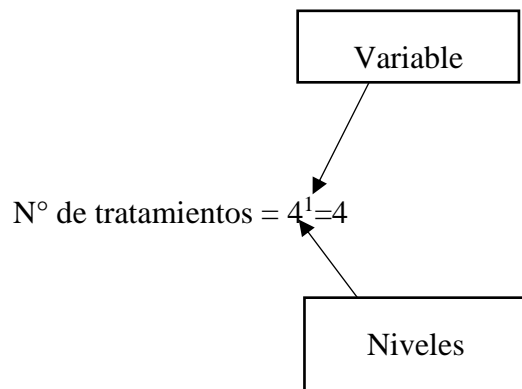 Variable
N° de tratamientos = 4¹=4
Niveles